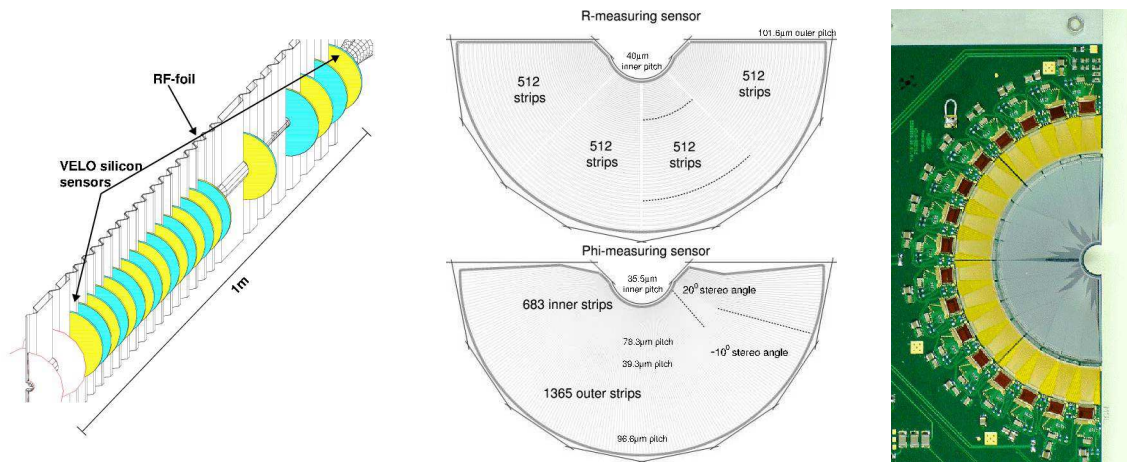 RF-foil
VELO silicon
sensors
1m
R-measuring sensor
101.6µm outer pitch
40µm
inner pitch
512
strips
512
strips
512
strips
512
strips
Phi-measuring sensor
35.5µm
inner pitch
683 inner strips
20⁰ stereo angle
78.3µm pitch
-10⁰ stereo angle
39.3µm pitch
1365 outer strips
96.6µm pitch